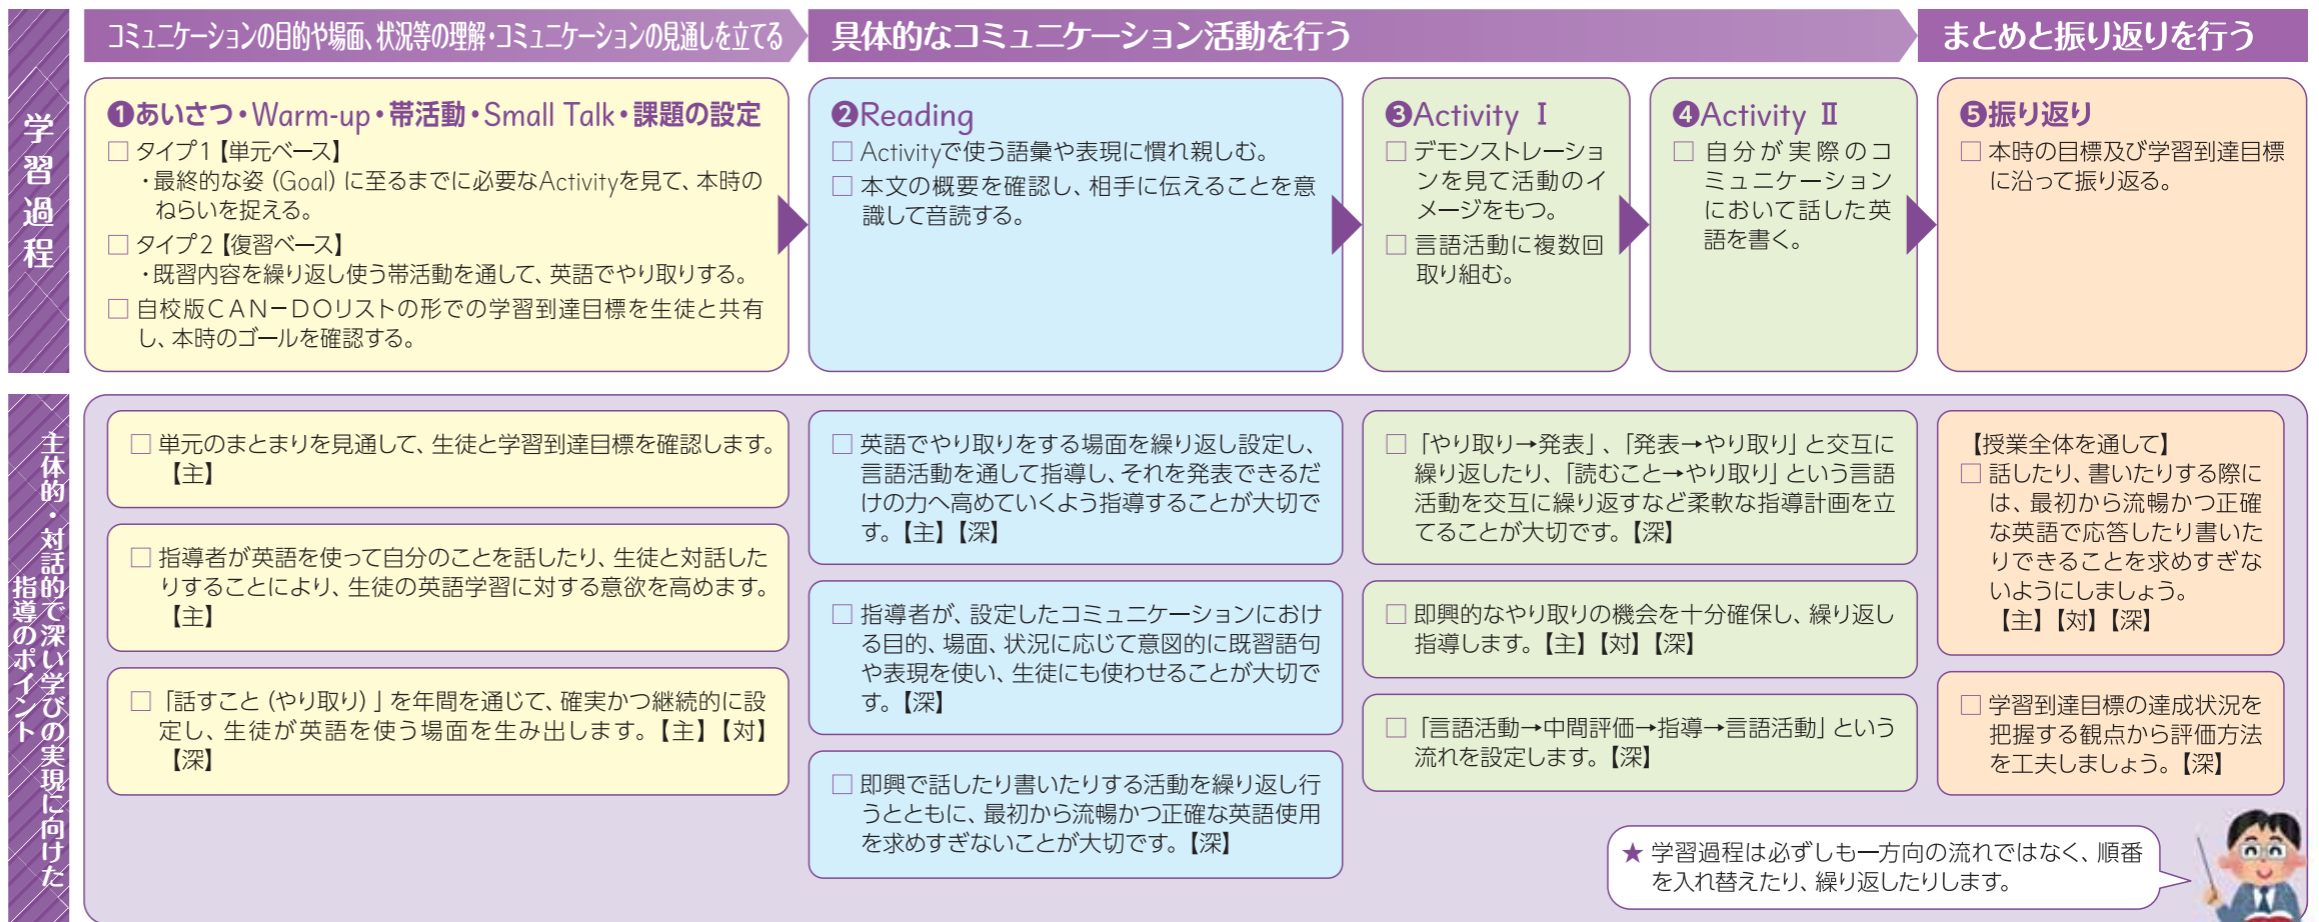 コミュニケーションの目的や場面、状況等の理解・コミュニケーションの見通しを立てる
具体的なコミュニケーション活動を行う
まとめと振り返りを行う
学習過程
❶あいさつ・Warm-up・帯活動・Small Talk・課題の設定
□ タイプ1【単元ベース】
・最終的な姿（Goal）に至るまでに必要なActivityを見て、本時の
ねらいを捉える。
□ タイプ2【復習ベース】
・既習内容を繰り返し使う帯活動を通して、英語でやり取りする。
□ 自校版CAN－DOリストの形での学習到達目標を生徒と共有
し、本時のゴールを確認する。
❷Reading
□ Activityで使う語彙や表現に慣れ親しむ。
□ 本文の概要を確認し、相手に伝えることを意
識して音読する。
❸Activity Ⅰ
□ デモンストレーショ
ンを見て活動のイ
メージをもつ。
□ 言語活動に複数回
取り組む。
❹Activity Ⅱ
□ 自分が実際のコ
ミュニケーション
において話した英
語を書く。
❺振り返り
□ 本時の目標及び学習到達目標
に沿って振り返る。
主体的・対話的で深い学びの実現に向けた
指導のポイント
□ 単元のまとまりを見通して、生徒と学習到達目標を確認します。
【主】
□ 指導者が英語を使って自分のことを話したり、生徒と対話した
りすることにより、生徒の英語学習に対する意欲を高めます。
【主】
□ 「話すこと（やり取り）」を年間を通じて、確実かつ継続的に設
定し、生徒が英語を使う場面を生み出します。【主】【対】
【深】
□ 英語でやり取りをする場面を繰り返し設定し、
言語活動を通して指導し、それを発表できるだ
けの力へ高めていくよう指導することが大切で
す。【主】【深】
□ 指導者が、設定したコミュニケーションにおけ
る目的、場面、状況に応じて意図的に既習語句
や表現を使い、生徒にも使わせることが大切で
す。【深】
□ 即興で話したり書いたりする活動を繰り返し行
うとともに、最初から流暢かつ正確な英語使用
を求めすぎないことが大切です。【深】
□ 「やり取り→発表」、「発表→やり取り」と交互に
繰り返したり、「読むこと→やり取り」という言語
活動を交互に繰り返すなど柔軟な指導計画を立
てることが大切です。【深】
□ 即興的なやり取りの機会を十分確保し、繰り返し
指導します。【主】【対】【深】
□ 「言語活動→中間評価→指導→言語活動」という
流れを設定します。【深】
【授業全体を通して】
□ 話したり、書いたりする際に
は、最初から流暢かつ正確
な英語で応答したり書いた
りできることを求めすぎな
いようにしましょう。
【主】【対】【深】
□ 学習到達目標の達成状況を
把握する観点から評価方法
を工夫しましょう。【深】
★ 学習過程は必ずしも一方向の流れではなく、順番
を入れ替えたり、繰り返したりします。